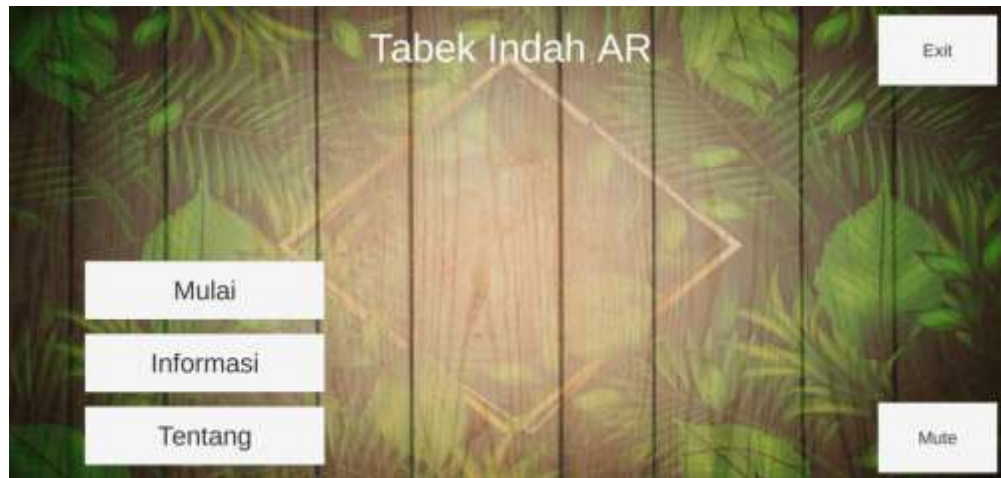 Tabek Indah AR
Exit
Mulai
Informasi
Tentang
Mute